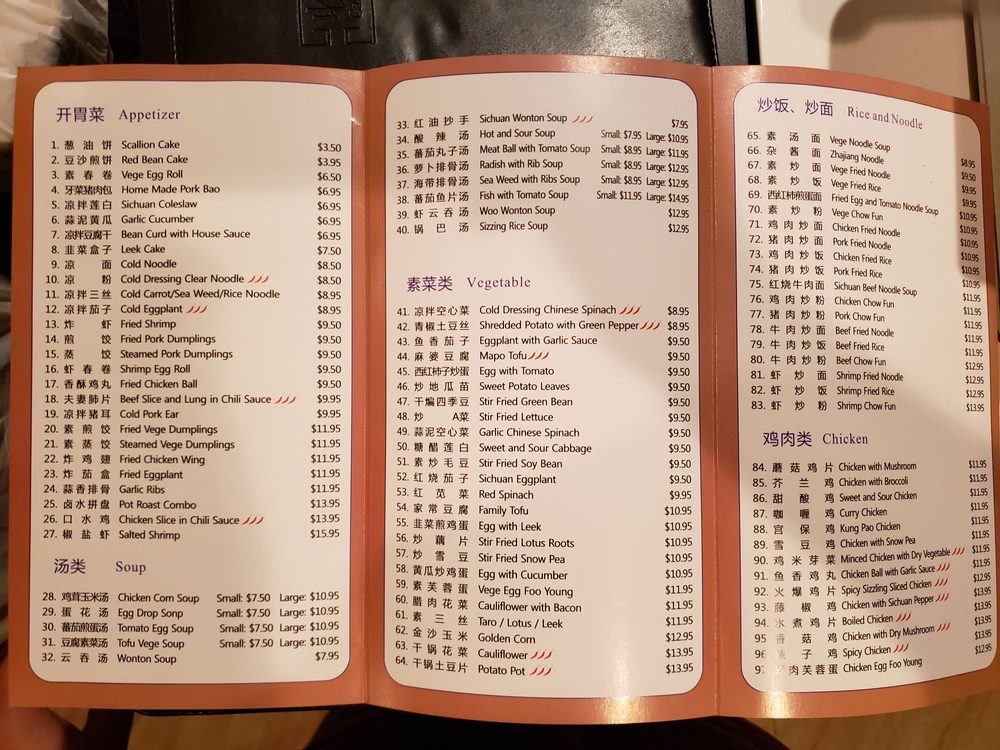 开胃菜 Appetizer
1. 葱油饼 Scallion Cake $3.50
2. 豆沙煎饼 Red Bean Cake $3.95
3. 素春卷 Vege Egg Roll $6.50
4. 牙菜猪肉包 Home Made Pork Bao $6.95
5. 凉拌莲白 Sichuan Coleslaw $6.95
6. 蒜泥黄瓜 Garlic Cucumber $6.95
7. 凉拌豆腐干 Bean Curd with House Sauce $6.95
8. 韭菜盒子 Leek Cake $7.50
9. 凉面 Cold Noodle $8.50
10. 凉粉 Cold Dressing Clear Noodle $8.50
11. 凉拌三丝 Cold Carrot/Sea Weed/Rice Noodle $8.95
12. 凉拌茄子 Cold Eggplant $8.95
13. 炸虾 Fried Shrimp $9.50
14. 煎饺 Fried Pork Dumplings $9.50
15. 蒸饺 Steamed Pork Dumplings $9.50
16. 虾春卷 Shrimp Egg Roll $9.50
17. 香酥鸡丸 Fried Chicken Ball $9.50
18. 夫妻肺片 Beef Slice and Lung in Chili Sauce $9.95
19. 凉拌猪耳 Cold Pork Ear $9.95
20. 素煎饺 Fried Vege Dumplings $11.95
21. 素蒸饺 Steamed Vege Dumplings $11.95
22. 炸鸡翅 Fried Chicken Wing $11.95
23. 炸茄盒 Fried Eggplant $11.95
24. 蒜香排骨 Garlic Ribs $11.95
25. 卤水拼盘 Pot Roast Combo $13.95
26. 口水鸡 Chicken Slice in Chili Sauce $13.95
27. 椒盐虾 Salted Shrimp $15.95
汤类 Soup
28. 鸡茸玉米汤 Chicken Corn Soup Small: $7.50 Large: $10.95
29. 蛋花汤 Egg Drop Sonp Small: $7.50 Large: $10.95
30. 蕃茄煎蛋汤 Tomato Egg Soup Small: $7.50 Large: $10.95
31. 豆腐素菜汤 Tofu Vege Soup Small: $7.50 Large: $10.95
32. 云吞汤 Wonton Soup $7.95
33. 红油抄手 Sichuan Wonton Soup $7.95
34. 酸辣汤 Hot and Sour Soup Small: $7.95 Large: $10.95
35. 蕃茄丸子汤 Meat Ball with Tomato Soup Small: $8.95 Large: $11.95
36. 萝卜排骨汤 Radish with Rib Soup Small: $8.95 Large: $11.95
37. 海带排骨汤 Sea Weed with Ribs Soup Small: $8.95 Large: $12.95
38. 蕃茄鱼片汤 Fish with Tomato Soup Small: $11.95 Large: $14.95
39. 虾云吞汤 Woo Wonton Soup $12.95
40. 锅巴汤 Sizzing Rice Soup $12.95
素菜类 Vegetable
41. 凉拌空心菜 Cold Dressing Chinese Spinach $8.95
42. 青椒土豆丝 Shredded Potato with Green Pepper $8.95
43. 鱼香茄子 Eggplant with Garlic Sauce $9.50
44. 麻婆豆腐 Mapo Tofu $9.50
45. 西红柿子炒蛋 Egg with Tomato $9.50
46. 炒地瓜苗 Sweet Potato Leaves $9.50
47. 干煸四季豆 Stir Fried Green Bean $9.50
48. 炒A菜 Stir Fried Lettuce $9.50
49. 蒜泥空心菜 Garlic Chinese Spinach $9.50
50. 糖醋莲白 Sweet and Sour Cabbage $9.50
51. 素炒毛豆 Stir Fried Soy Bean $9.50
52. 红烧茄子 Sichuan Eggplant $9.50
53. 红苋菜 Red Spinach $9.95
54. 家常豆腐 Family Tofu $10.95
55. 韭菜煎鸡蛋 Egg with Leek $10.95
56. 炒藕片 Stir Fried Lotus Roots $10.95
57. 炒雪豆 Stir Fried Snow Pea $10.95
58. 黄瓜炒鸡蛋 Egg with Cucumber $10.95
59. 素芙蓉蛋 Vege Egg Foo Young $11.95
60. 腊肉花菜 Cauliflower with Bacon $11.95
61. 素三丝 Taro / Lotus / Leek $11.95
62. 金沙玉米 Golden Corn $12.95
63. 干锅花菜 Cauliflower $13.95
64. 干锅土豆片 Potato Pot $13.95
炒饭、炒面 Rice and Noodle
65. 素汤面 Vege Noodle Soup $8.95
66. 杂酱面 Zhajiang Noodle $9.50
67. 素炒面 Vege Fried Noodle $9.95
68. 素炒饭 Vege Fried Rice $9.95
69. 西红柿煎蛋面 Fried Egg and Tomato Noodle Soup $10.95
70. 素炒粉 Vege Chow Fun $10.95
71. 鸡肉炒面 Chicken Fried Noodle $10.95
72. 猪肉炒面 Pork Fried Noodle $10.95
73. 鸡肉炒饭 Chicken Fried Rice $10.95
74. 猪肉炒饭 Pork Fried Rice $10.95
75. 红烧牛肉面 Sichuan Beef Noodle Soup $11.95
76. 鸡肉炒粉 Chicken Chow Fun $11.95
77. 猪肉炒粉 Pork Chow Fun $11.95
78. 牛肉炒面 Beef Fried Noodle $11.95
79. 牛肉炒饭 Beef Fried Rice $11.95
80. 牛肉炒粉 Beef Chow Fun $11.95
81. 虾炒面 Shrimp Fried Noodle $12.95
82. 虾炒饭 Shrimp Fried Rice $12.95
83. 虾炒粉 Shrimp Chow Fun $13.95
鸡肉类 Chicken
84. 蘑菇鸡片 Chicken with Mushroom $11.95
85. 芥兰鸡 Chicken with Broccoli $11.95
86. 甜酸鸡 Sweet and Sour Chicken $11.95
87. 咖喱鸡 Curry Chicken $11.95
88. 宫保鸡 Kung Pao Chicken $11.95
89. 雪豆鸡 Chicken with Snow Pea $11.95
90. 鸡米芽菜 Minced Chicken with Dry Vegetable $11.95
91. 鱼香鸡丸 Chicken Ball with Garlic Sauce $11.95
92. 火爆鸡片 Spicy Sizzling Sliced Chicken $12.95
93. 藤椒鸡 Chicken with Sichuan Pepper $12.95
94. 水煮鸡片 Boiled Chicken $13.95
95 菇鸡 Chicken with Dry Mushroom $13.95
96 子鸡 Spicy Chicken $13.95
97 肉芙蓉蛋 Chicken Egg Foo Young $12.95